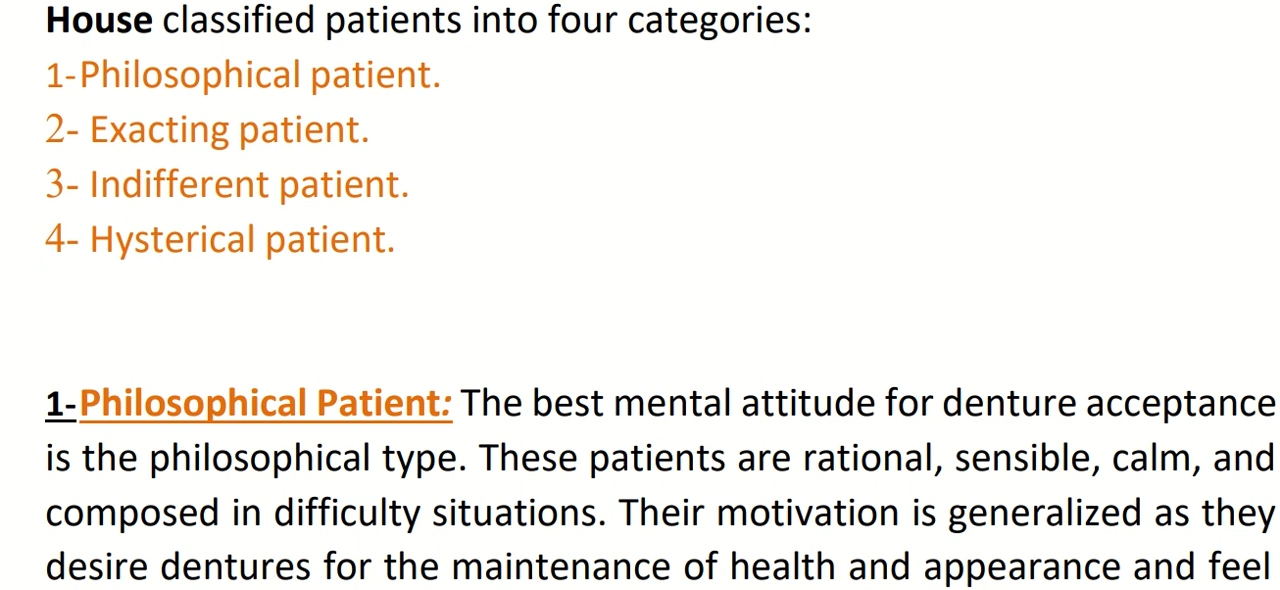 House classified patients into four categories:
1-Philosophical patient.
2- Exacting patient.
3- Indifferent patient.
4- Hysterical patient.
1-Philosophical Patient: The best mental attitude for denture acceptance
is the philosophical type. These patients are rational, sensible, calm, and
composed in difficulty situations. Their motivation is generalized as they
desire dentures for the maintenance of health and appearance and feel